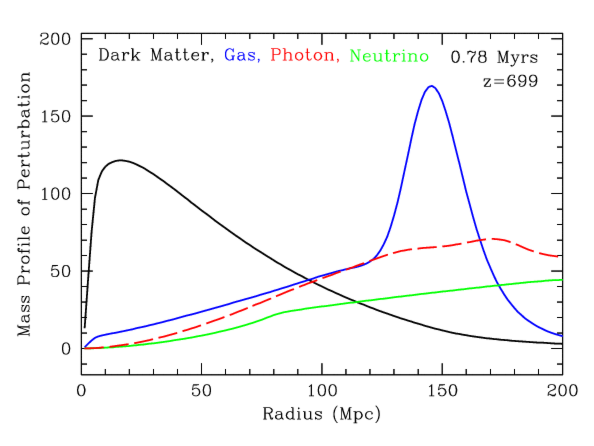 Dark Matter, Gas, Photon, Neutrino 0.78 Myrs
z=699
Mass Profile of Perturbation
200
150
100
50
0
0 50 100 150 200
Radius (Mpc)